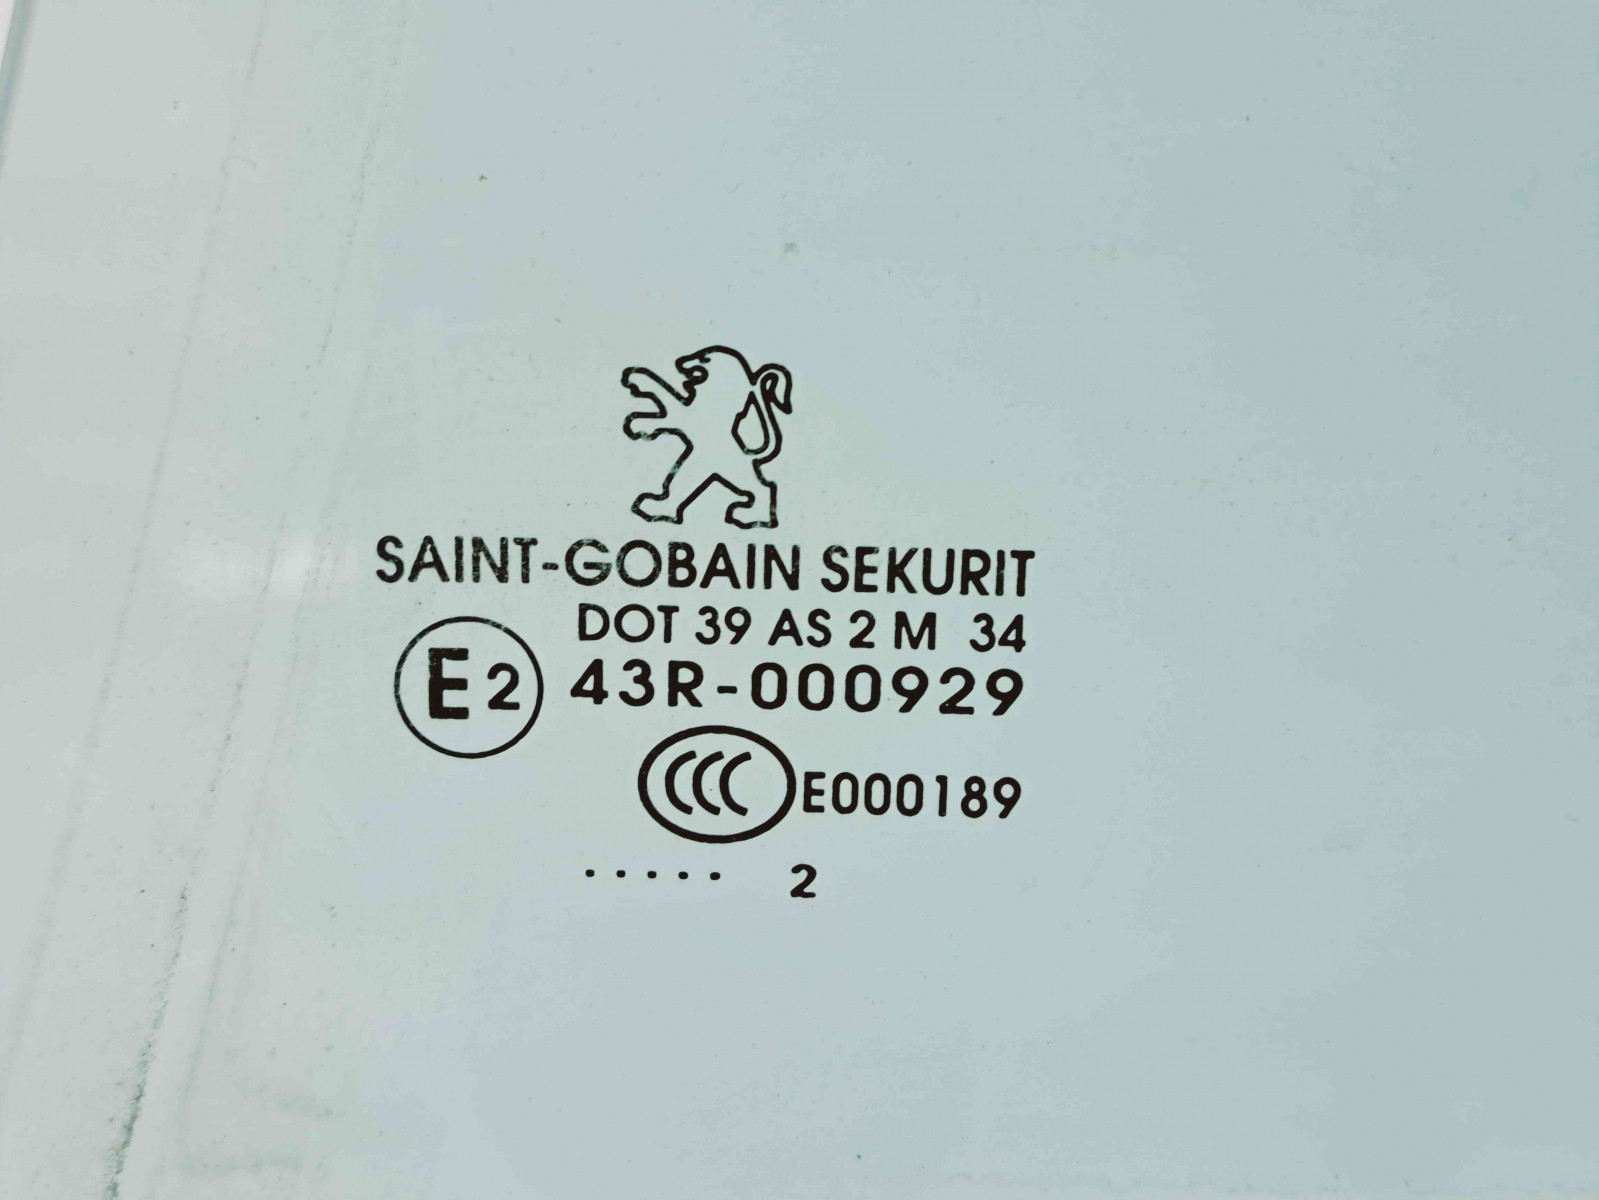 SAINT-GOBAIN SEKURIT
DOT 39 AS 2 M 34
E2 43R-000929
CCC E000189
..... 2